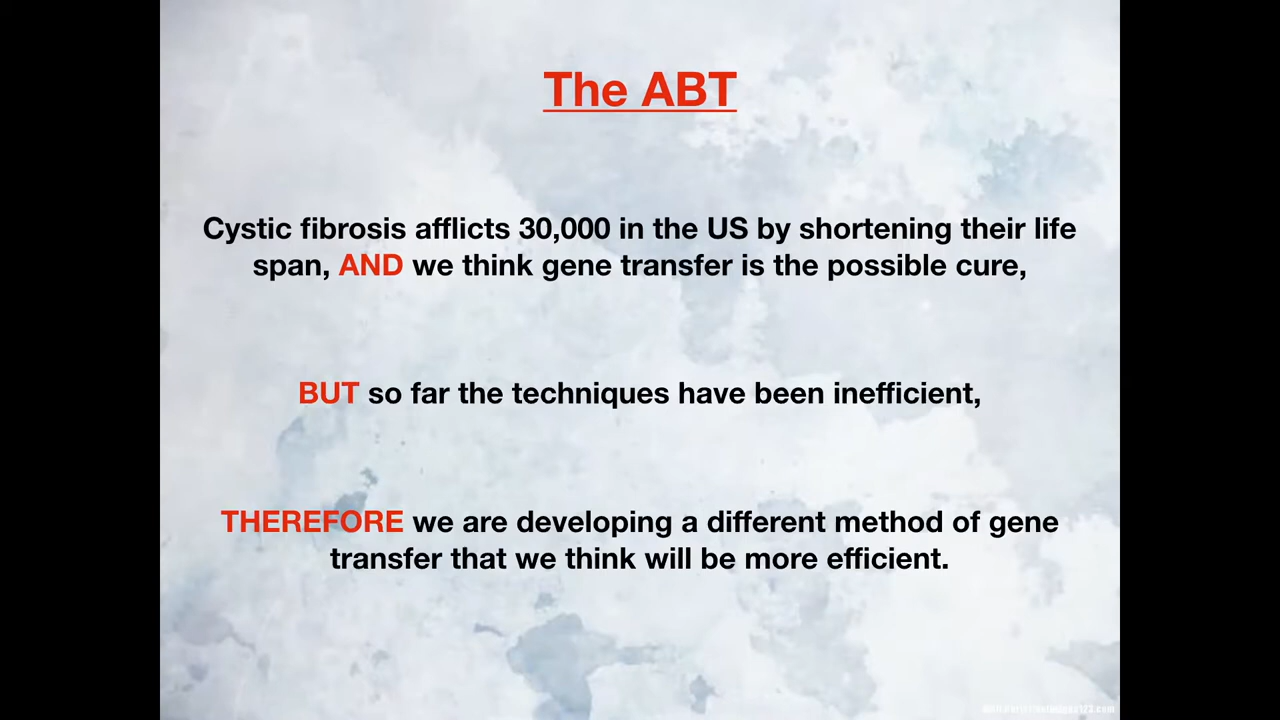 The ABT
Cystic fibrosis afflicts 30,000 in the US by shortening their life
span, AND we think gene transfer is the possible cure,
BUT so far the techniques have been inefficient,
THEREFORE we are developing a different method of gene
transfer that we think will be more efficient.